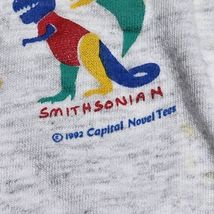 SMITHSONIAN
© 1992 Capital Novel Tees